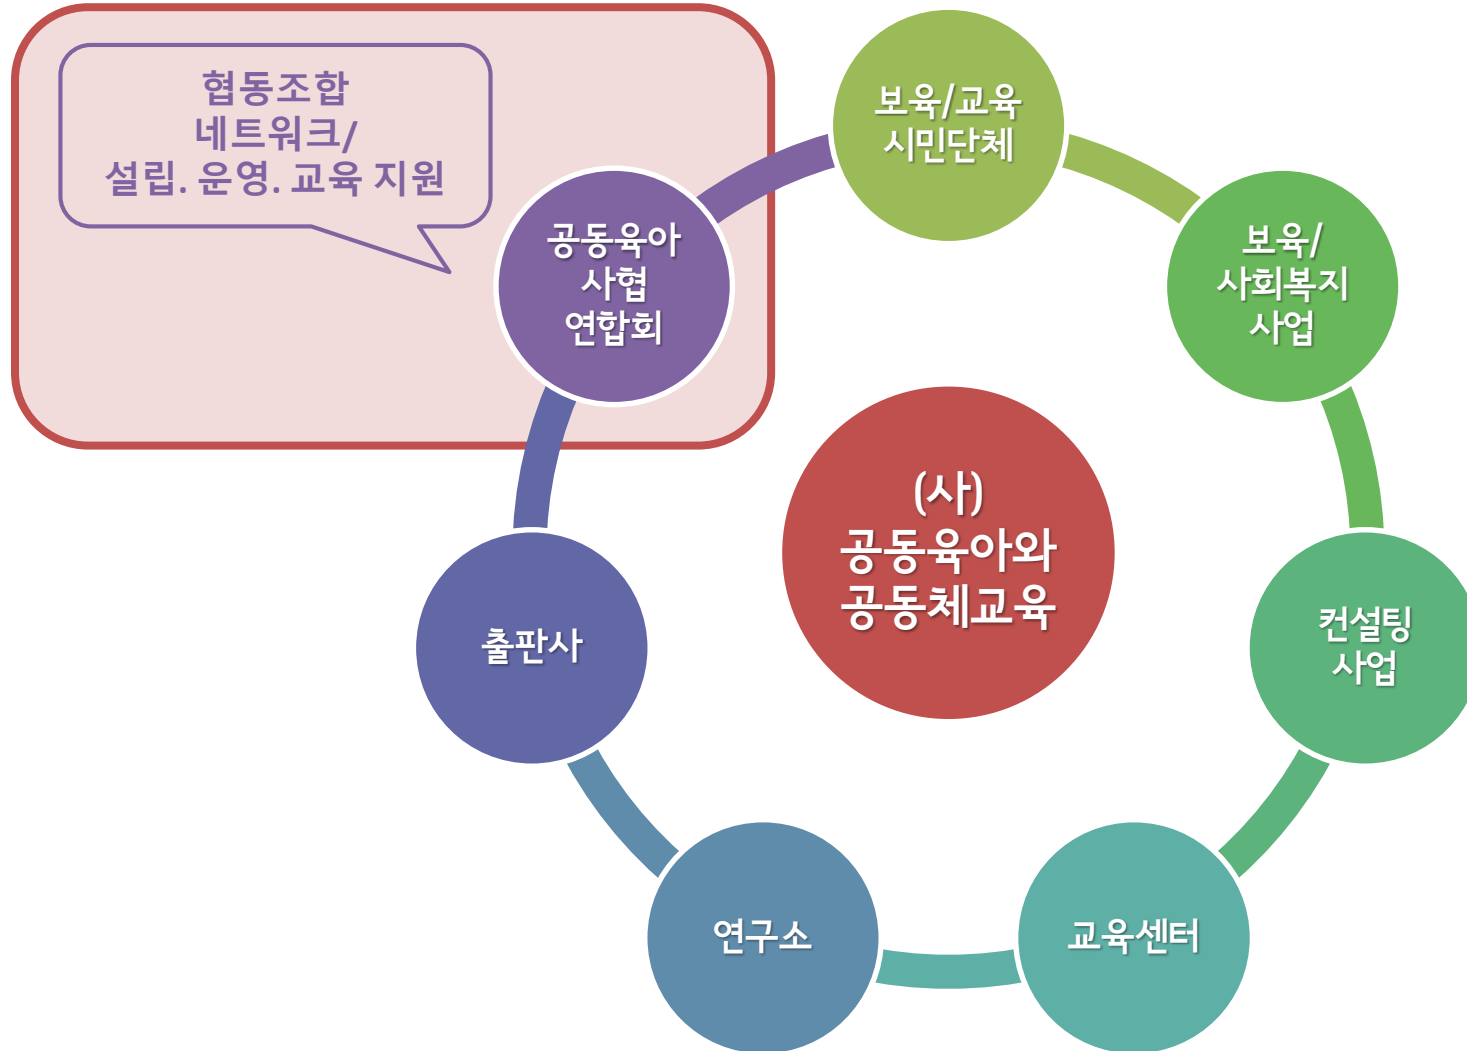 협동조합
네트워크/
설립. 운영. 교육 지원
공동육아
사협
연합회
보육/교육
시민단체
보육/
사회복지
사업
(사)
공동육아와
공동체교육
출판사
컨설팅
사업
연구소
교육센터